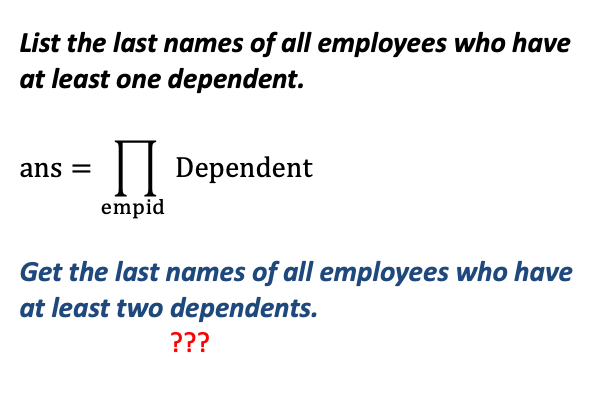 List the last names of all employees who have
at least one dependent.
ans = ∏ Dependent
empid
Get the last names of all employees who have
at least two dependents.
???